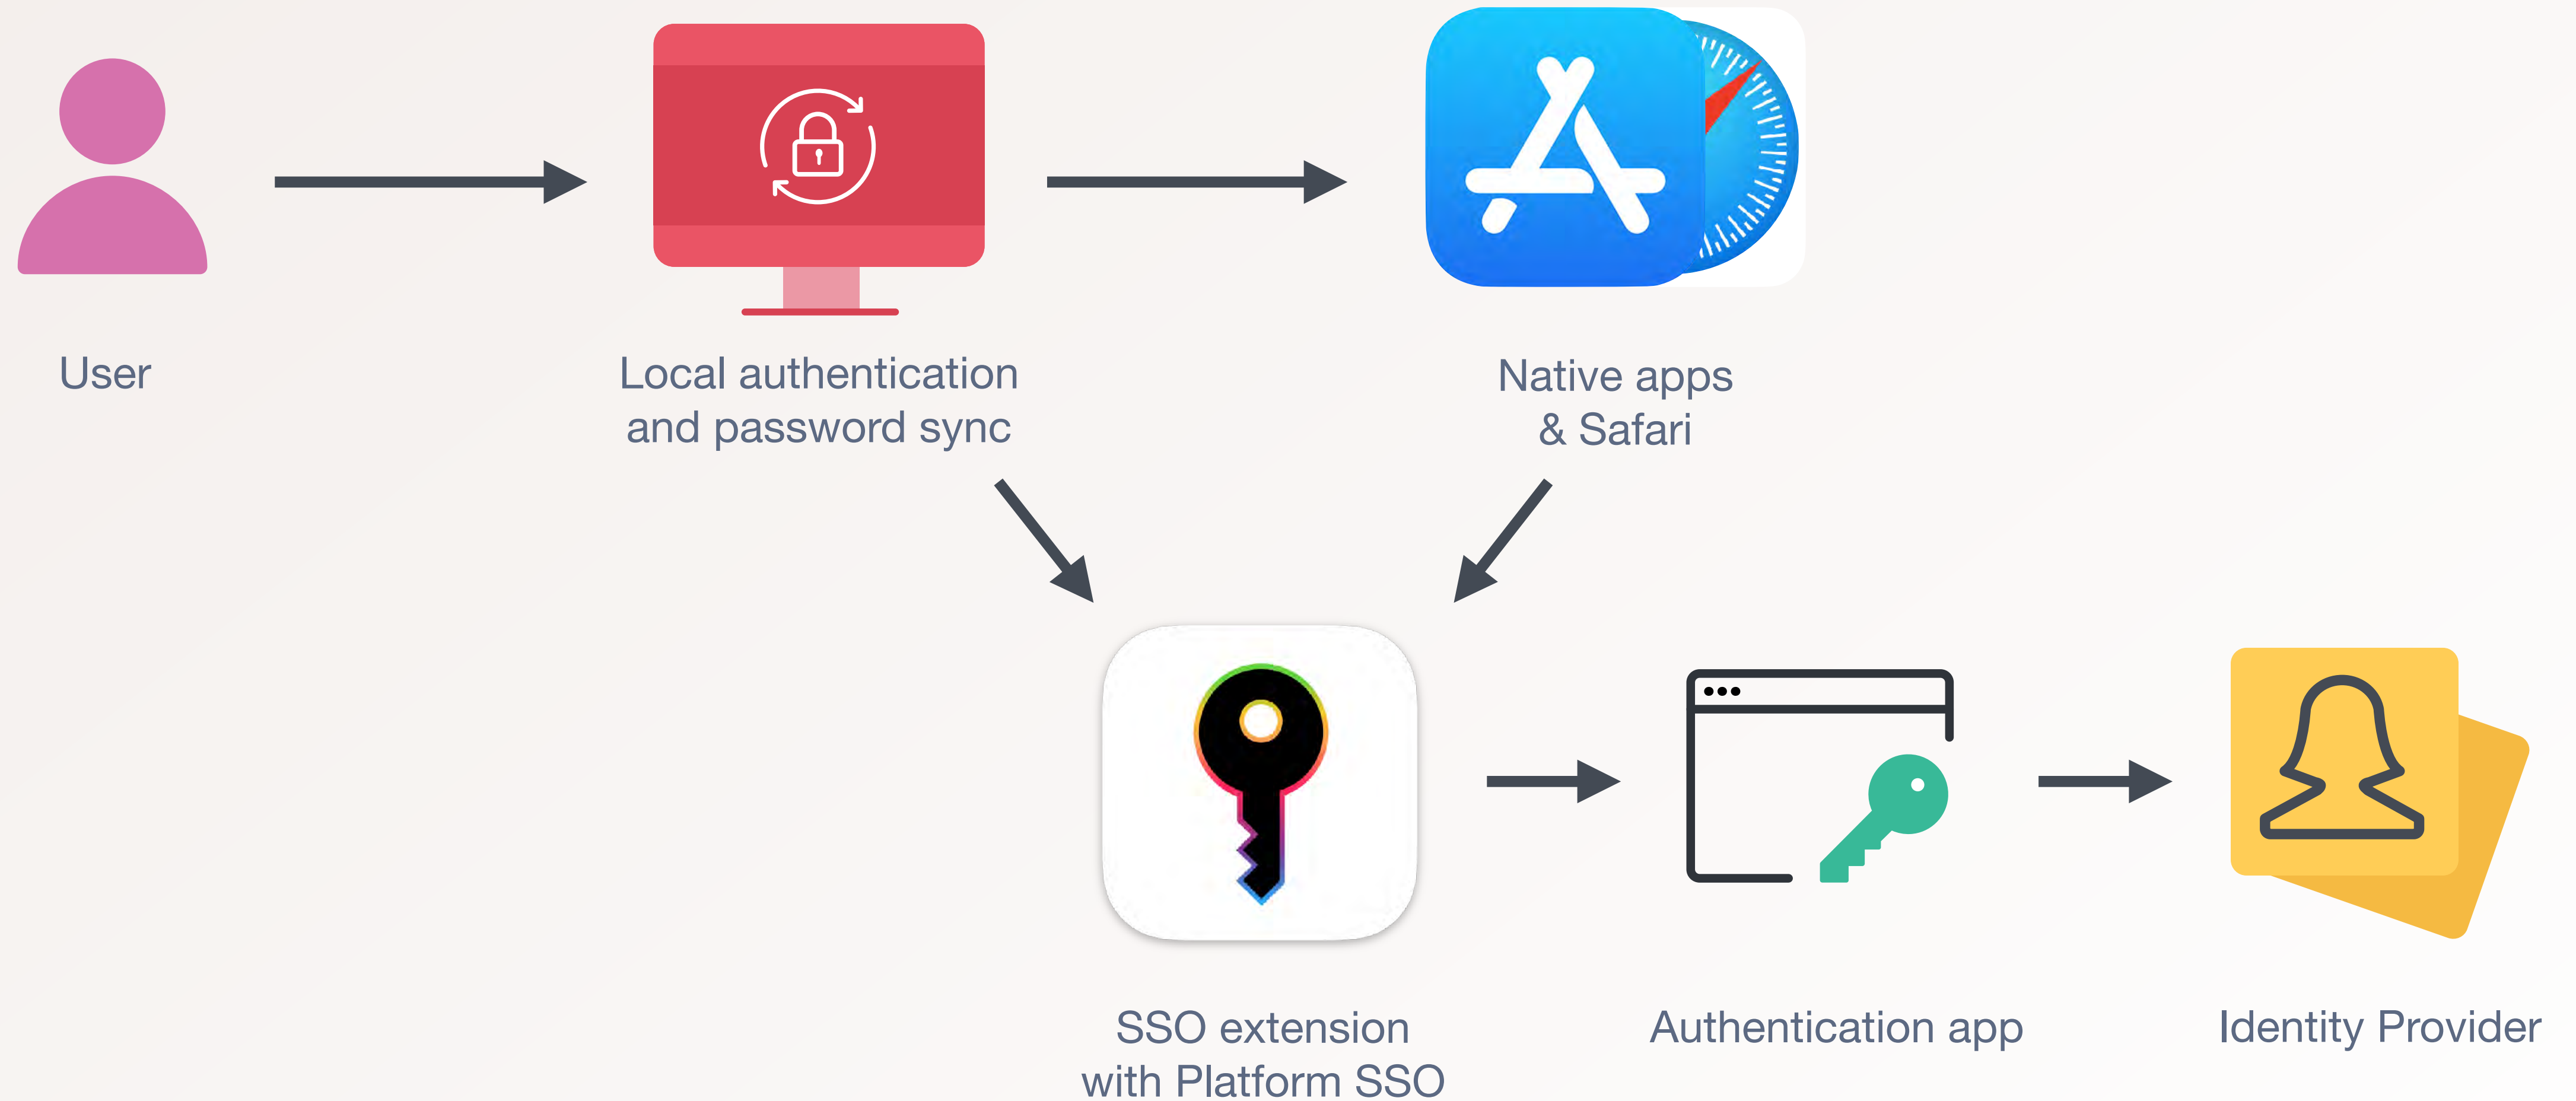 User
Local authentication
and password sync
Native apps
& Safari
SSO extension
with Platform SSO
Authentication app
Identity Provider